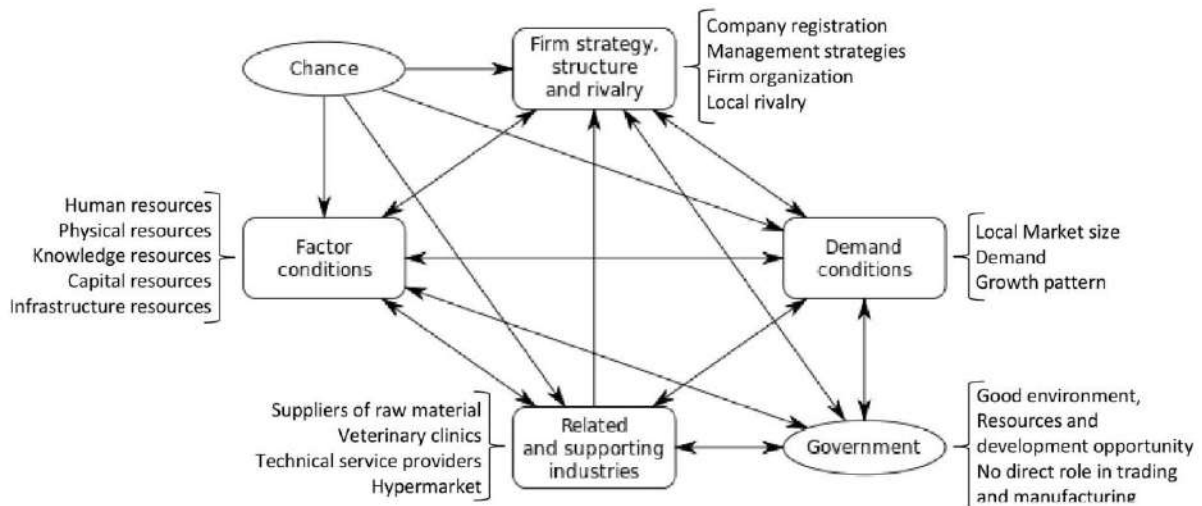 Chance
Firm strategy,
structure
and rivalry
Company registration
Management strategies
Firm organization
Local rivalry
Human resources
Physical resources
Knowledge resources
Capital resources
Infrastructure resources
Factor
conditions
Demand
conditions
Local Market size
Demand
Growth pattern
Suppliers of raw material
Veterinary clinics
Technical service providers
Hypermarket
Related
and supporting
industries
Government
Good environment,
Resources and
development opportunity
No direct role in trading
and manufacturing